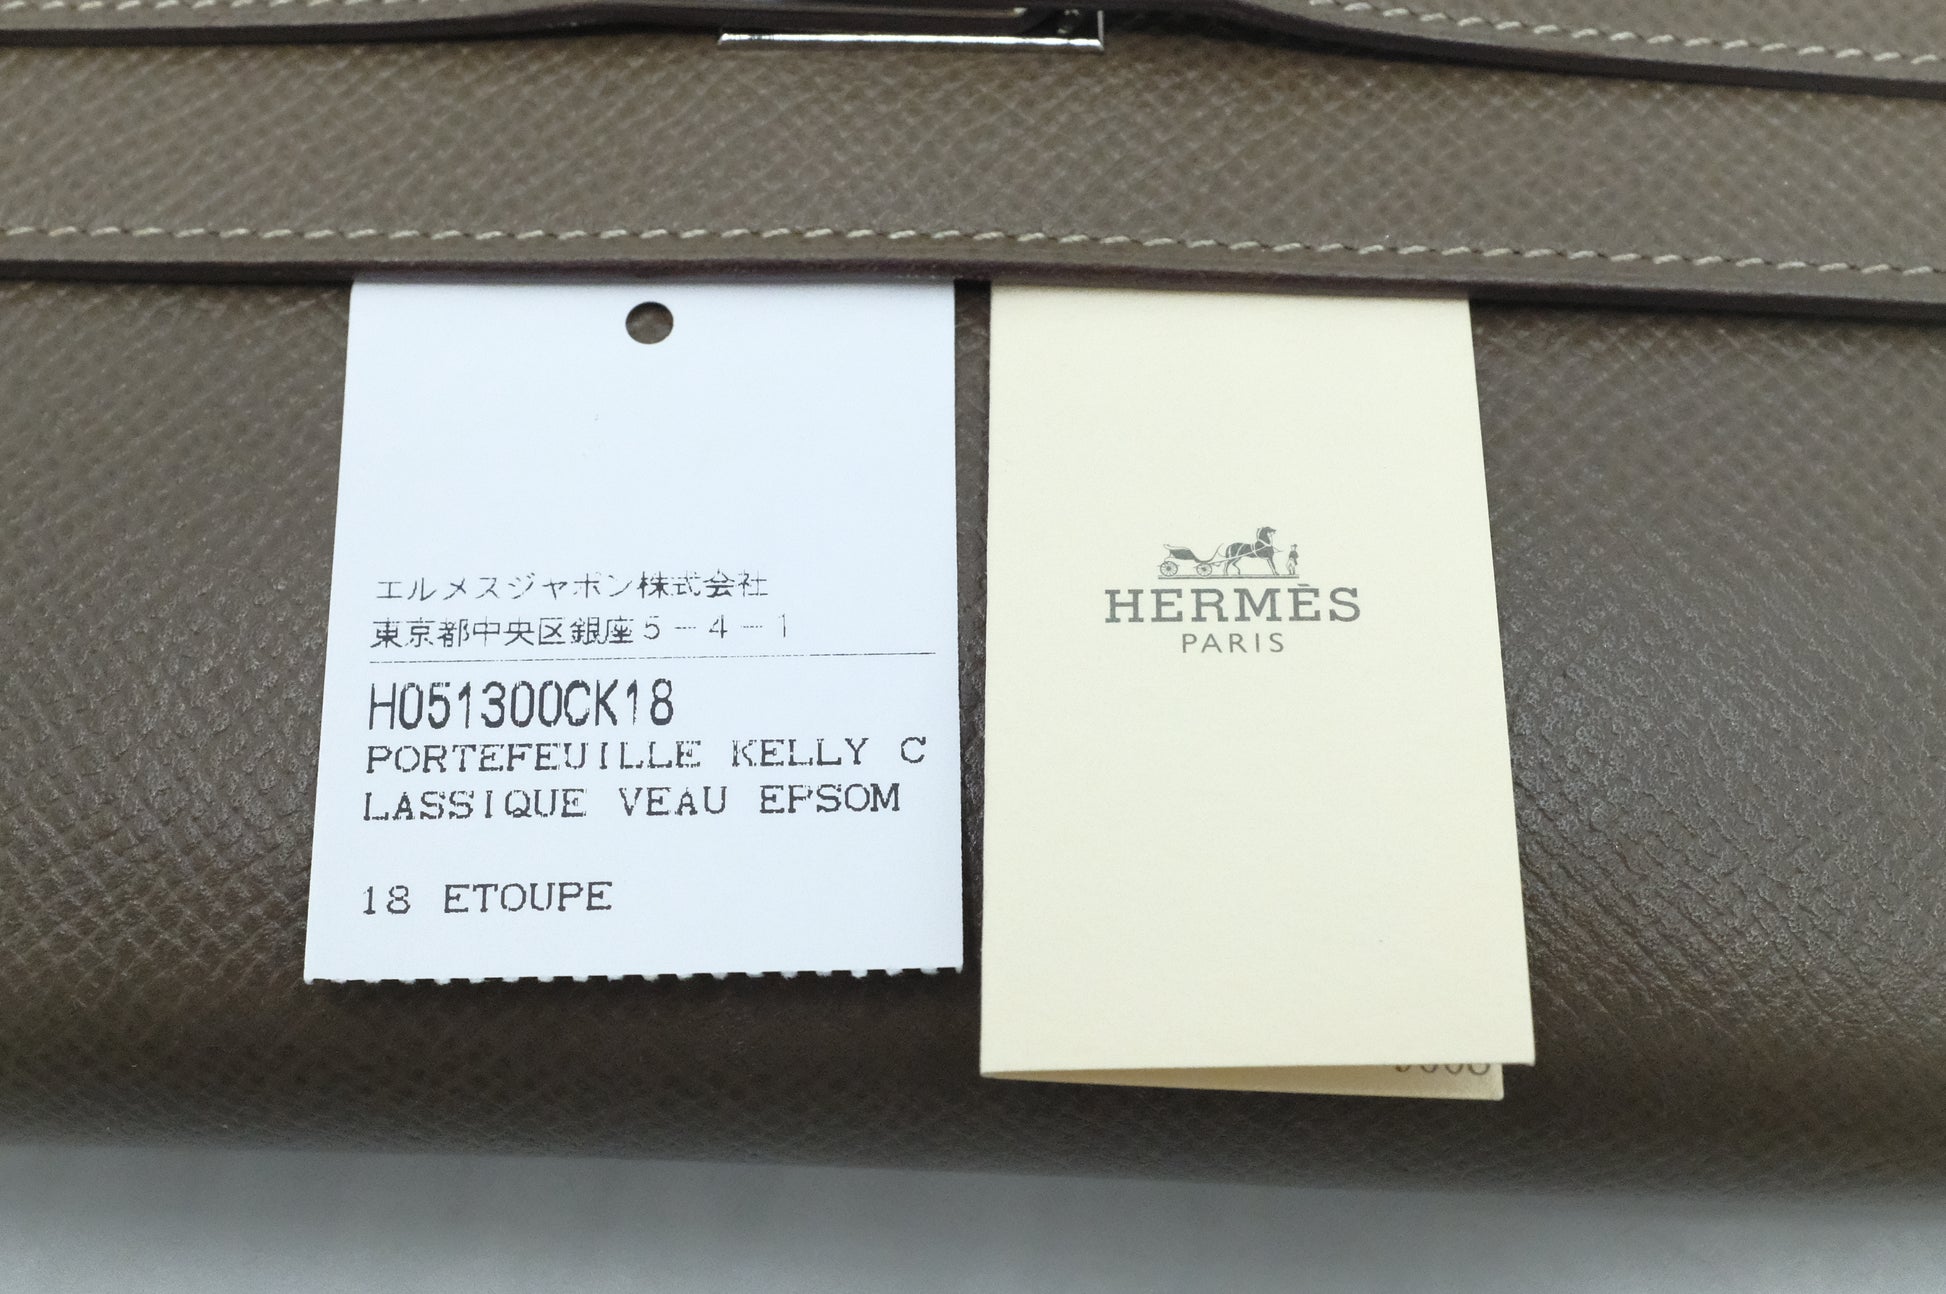 エルメスジャポン株式会社
東京都中央区銀座5-4-1
H051300CK18
PORTEFEUILLE KELLY C
LASSIQUE VEAU EPSOM
18 ETOUPE
HERMÈS
PARIS